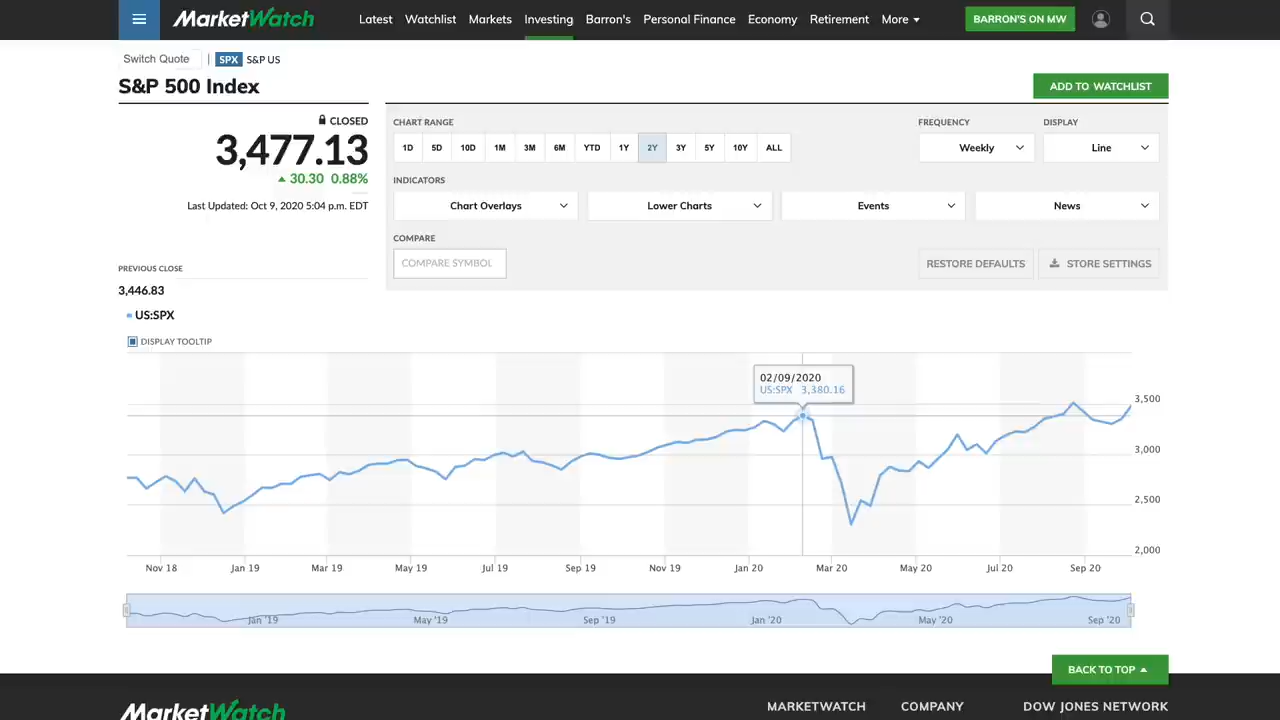 MarketWatch Latest Watchlist Markets Investing Barron's Personal Finance Economy Retirement More BARRON'S ON MW
Switch Quote | SPX S&P US
S&P 500 Index
ADD TO WATCHLIST
CLOSED
3,477.13
30.30 0.88%
Last Updated: Oct 9, 2020 5:04 p.m. EDT
PREVIOUS CLOSE
3,446.83
CHART RANGE FREQUENCY DISPLAY
1D 5D 10D 1M 3M 6M YTD 1Y 2Y 3Y 5Y 10Y ALL Weekly Line
INDICATORS
Chart Overlays Lower Charts Events News
COMPARE
COMPARE SYMBOL RESTORE DEFAULTS STORE SETTINGS
US:SPX
DISPLAY TOOLTIP
02/09/2020
US:SPX 3,380.16
3,500
3,000
2,500
2,000
Nov 18 Jan 19 Mar 19 May 19 Jul 19 Sep 19 Nov 19 Jan 20 Mar 20 May 20 Jul 20 Sep 20
Jan '19 May '19 Sep '19 Jan '20 May '20 Sep '20
BACK TO TOP
MarketWatch MARKETWATCH COMPANY DOW JONES NETWORK